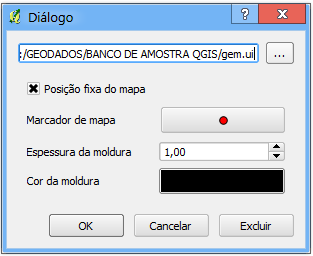 Diálogo
?
:/GEODADOS/BANCO DE AMOSTRA QGIS/gem.ui
...
Posição fixa do mapa
Marcador de mapa
Espessura da moldura 1,00
Cor da moldura
OK Cancelar Excluir